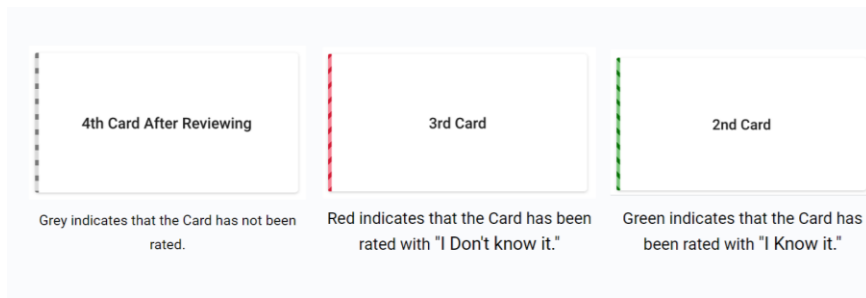 4th Card After Reviewing
Grey indicates that the Card has not been
rated.
3rd Card
Red indicates that the Card has been
rated with "I Don't know it."
2nd Card
Green indicates that the Card has
been rated with "I Know it."